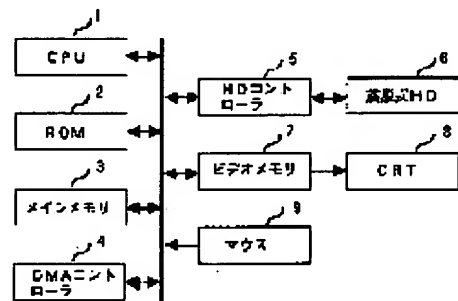 1
CPU
2
ROM
3
メインメモリ
4
DMAコント
ローラ
5
HDコント
ローラ
6
着脱式HD
7
ビデオメモリ
8
CRT
9
マウス